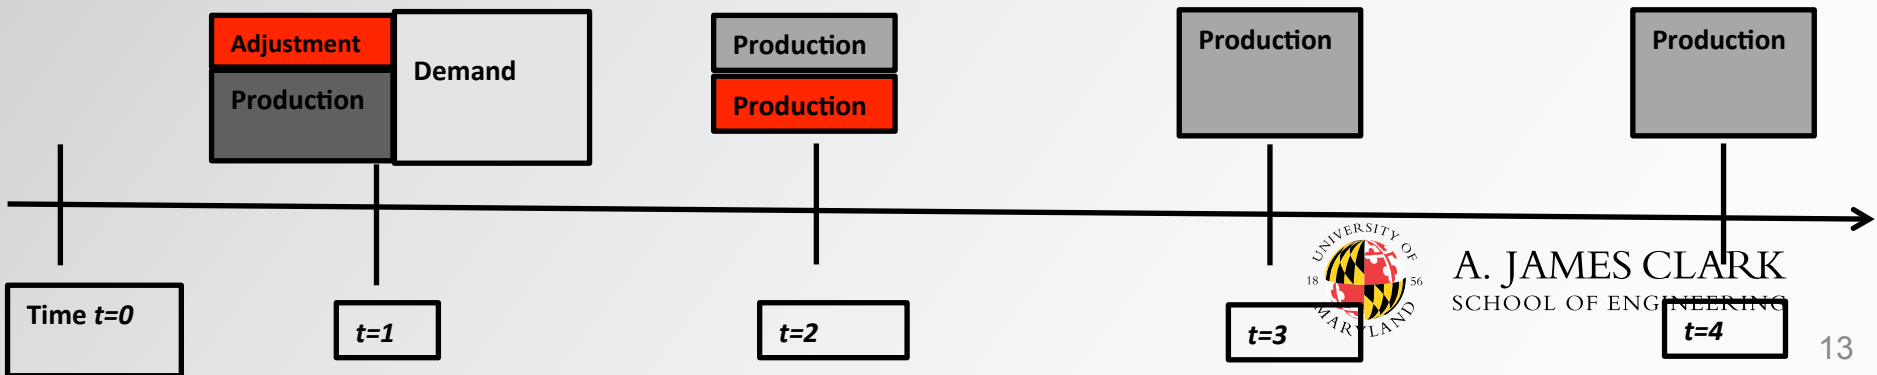 Adjustment
Production
Demand
Production
Production
Production
Production
Time t=0
t=1
t=2
t=3
t=4
UNIVERSITY OF
18 56
MARYLAND
A. JAMES CLARK
SCHOOL OF ENGINEERING
13